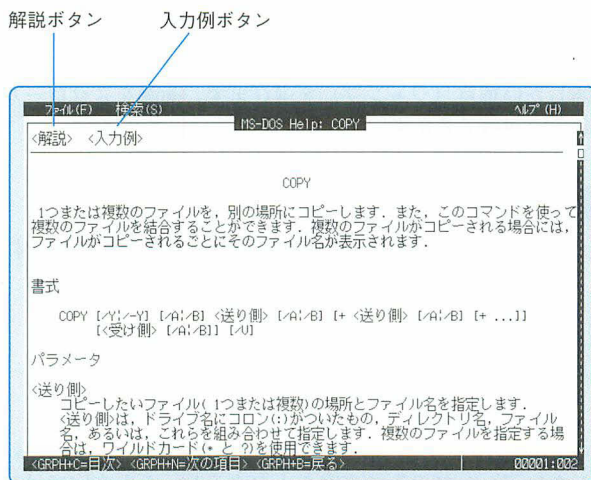 解説ボタン 入力例ボタン
ファイル(F) 検索(S) ヘルプ(H)
MS-DOS Help: COPY
<解説> <入力例>
COPY
1つまたは複数のファイルを，別の場所にコピーします．また，このコマンドを使って
複数のファイルを結合することができます．複数のファイルがコピーされる場合には，
ファイルがコピーされるごとにそのファイル名が表示されます．
書式
COPY [/Y¦/-Y] [/A¦/B] <送り側> [/A¦/B] [+ <送り側> [/A¦/B] [+ ...]]
[<受け側> [/A¦/B]] [/V]
パラメータ
<送り側>
コピーしたいファイル( 1つまたは複数)の場所とファイル名を指定します．
<送り側>は，ドライブ名にコロン(:)がついたもの，ディレクトリ名，ファイル
名，あるいは，これらを組み合わせて指定します．複数のファイルを指定する場
合は，ワイルドカード(* と ?)を使用できます．
<GRPH+C=目次> <GRPH+N=次の項目> <GRPH+B=戻る> 00001:002